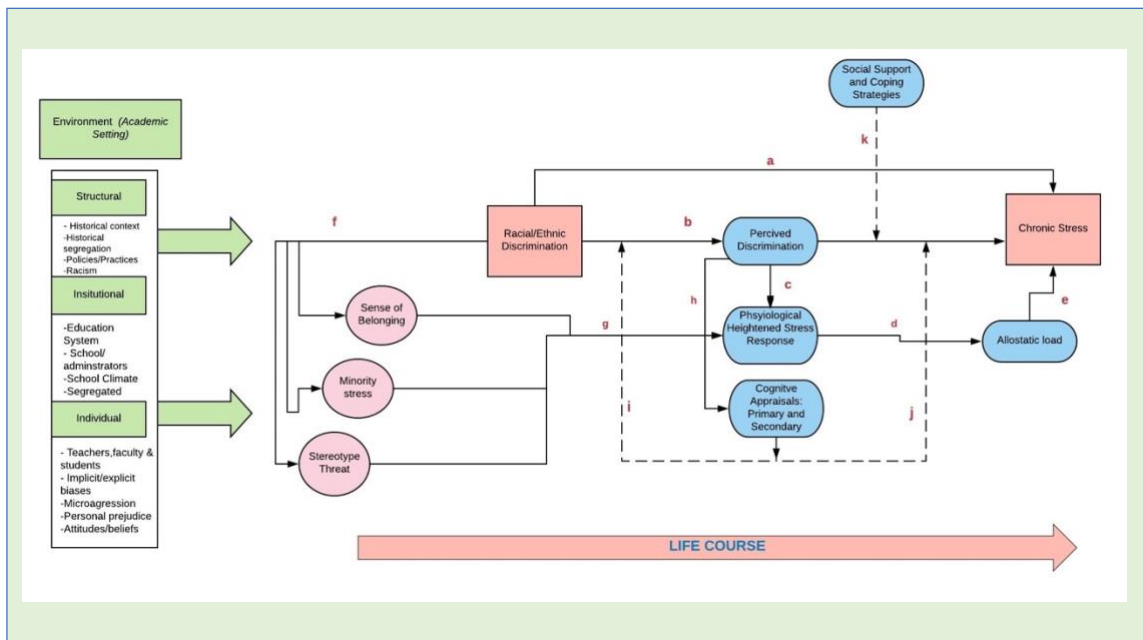 Environment (Academic
Setting)
Structural
- Historical context
-Historical
segregation
-Policies/Practices
-Racism
Insitutional
-Education
System
- School/
adminstrators
-School Climate
-Segregated
Individual
- Teachers,faculty &
students
- Implicit/explicit
biases
-Microagression
-Personal prejudice
-Attitudes/beliefs
f
Sense of
Belonging
Minority
stress
Stereotype
Threat
g
Racial/Ethnic
Discrimination
a
b
Percived
Discrimination
c
h
Phsyiological
Heightened Stress
Response
d
Cognitve
Appraisals:
Primary and
Secondary
i
j
Social Support
and Coping
Strategies
k
Chronic Stress
e
Allostatic load
LIFE COURSE